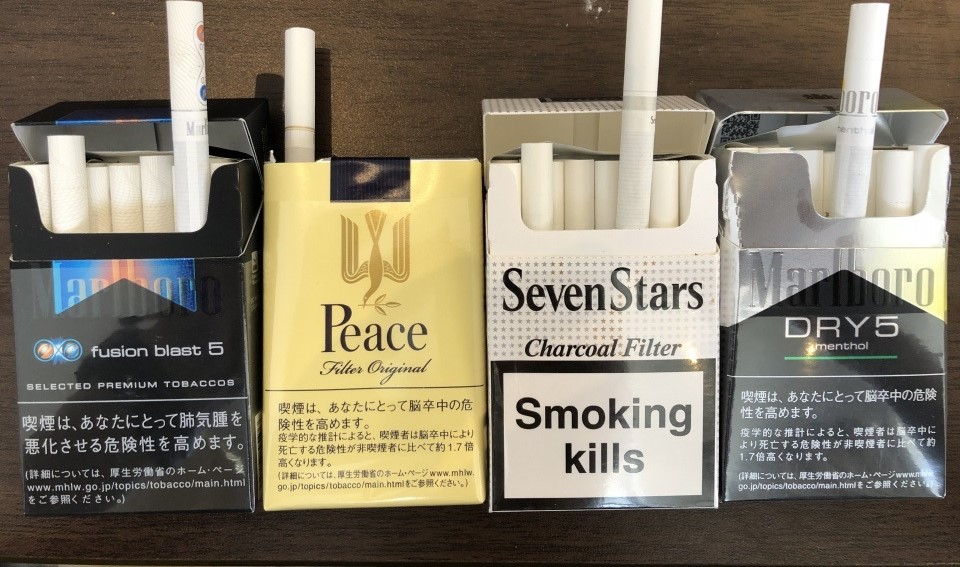 Marlboro
fusion blast 5
SELECTED PREMIUM TOBACCOS
喫煙は、あなたにとって肺気腫を
悪化させる危険性を高めます。
(詳細については、厚生労働省のホーム・ページ
www.mhlw.go.jp/topics/tobacco/main.html
をご参照ください。)
Peace
Filter Original
喫煙は、あなたにとって脳卒中の危
険性を高めます。
疫学的な推計によると、喫煙者は脳卒中により
死亡する危険性が非喫煙者に比べて約1.7倍
高くなります。
(詳細については、厚生労働省のホーム・ページwww.mhlw.
go.jp/topics/tobacco/main.htmlをご参照ください。)
Seven Stars
Charcoal Filter
Smoking
kills
boro
menthol
Marlboro
DRY5
menthol
喫煙は、あなたにとって脳卒中の危険
性を高めます。
疫学的な推計によると、喫煙者は脳卒中に
より死亡する危険性が非喫煙者に比べて約
1.7倍高くなります。
(詳細については、厚生労働省のホーム・ページwww.mhlw.
go.jp/topics/tobacco/main.htmlをご参照ください。)